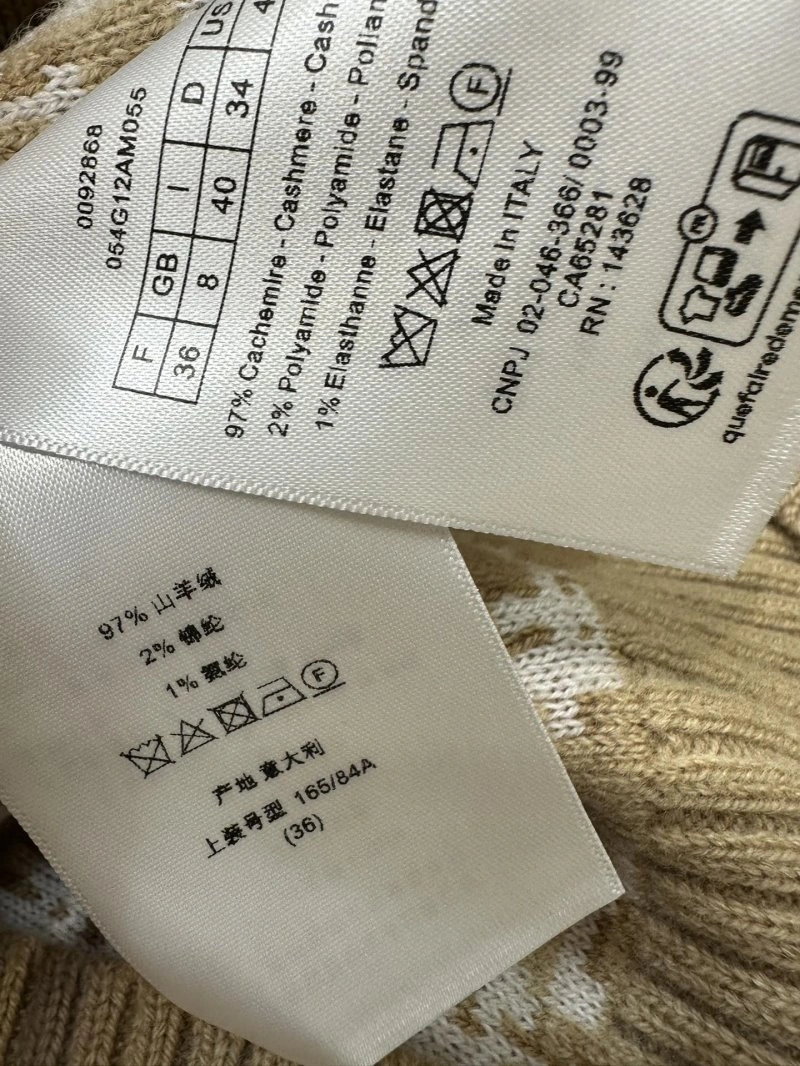 0092868
054G12AM055
F GB I D US
36 8 40 34 4
97% Cachemire - Cashmere - Cash
2% Polyamide - Polyamide - Polian
1% Elasthanne - Elastane - Spand
F
Made In ITALY
CNPJ 02-046-366/ 0003-99
CA65281
RN : 143628
FR
quefairedeme
97% 山羊绒
2% 锦纶
1% 氨纶
F
产地 意大利
上装号型 165/84A
(36)